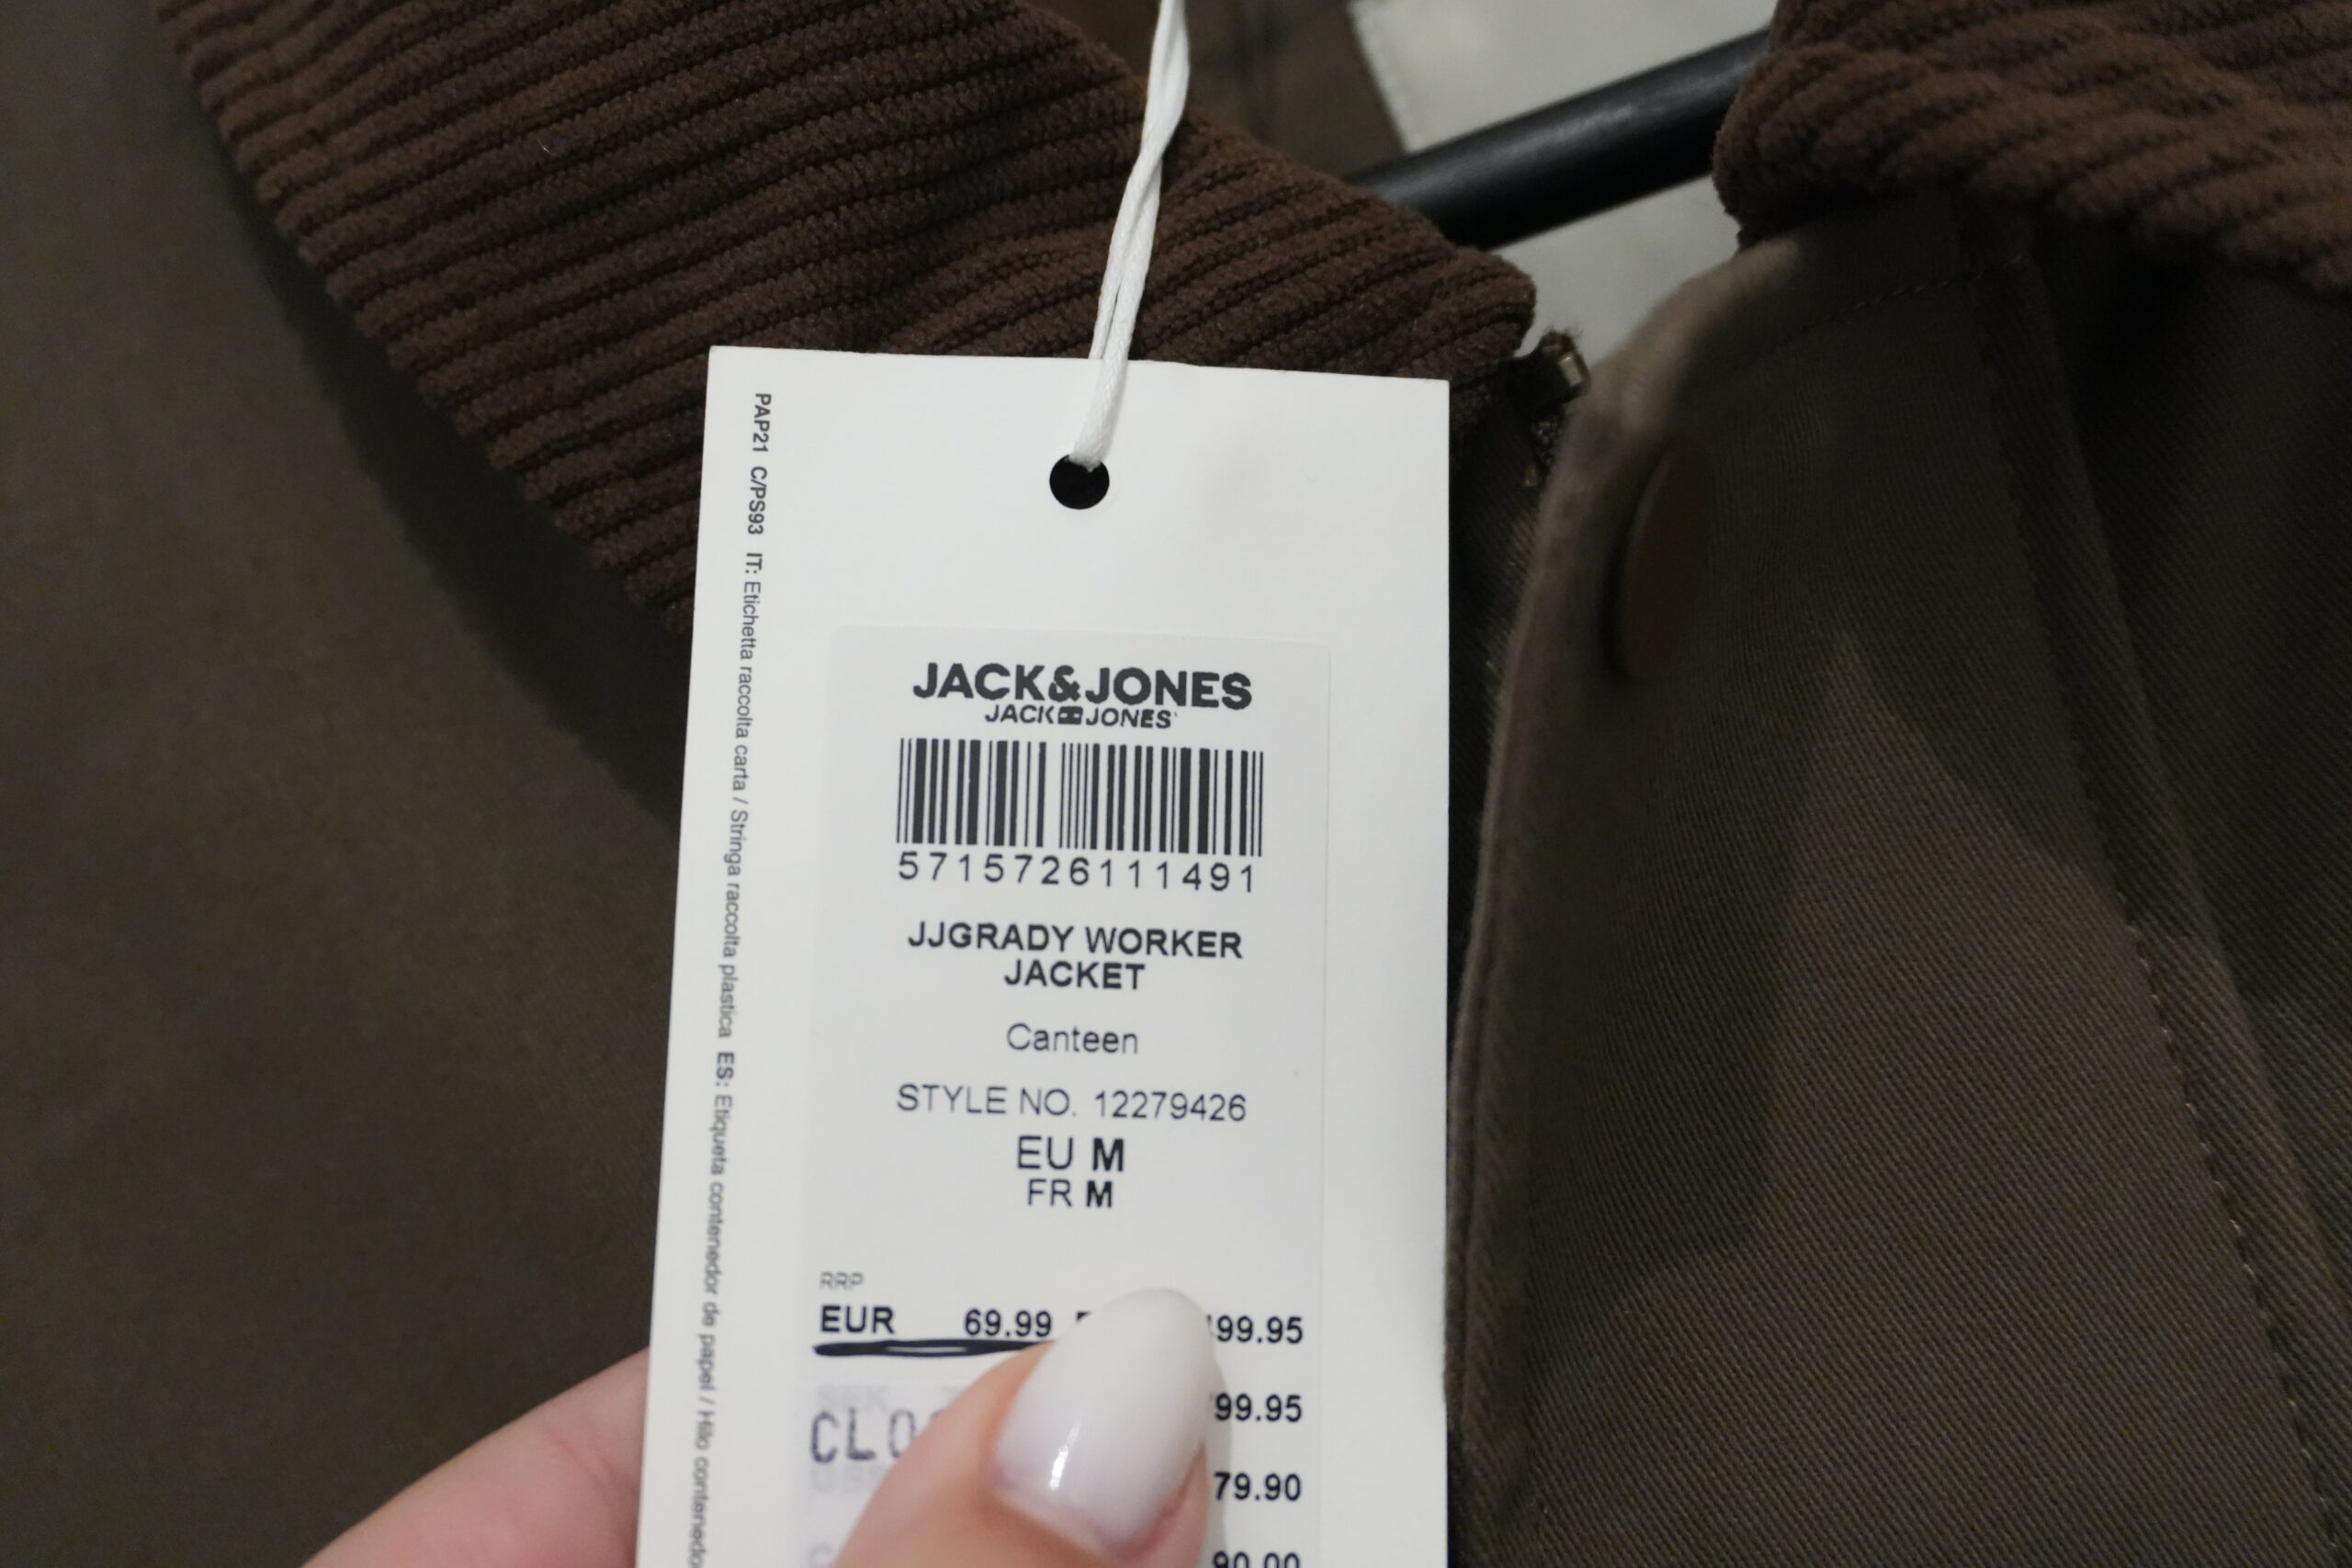 PAP21 C/PS93 IT: Etichetta raccolta carta / Stringa raccolta plastica ES: Etiqueta contenedor de papel / Hilo
JACK&JONES
JACK&JONES
5715726111491
JJGRADY WORKER
JACKET
Canteen
STYLE NO. 12279426
EU M
FR M
RRP
EUR 69.99 99.95
99.95
79.90